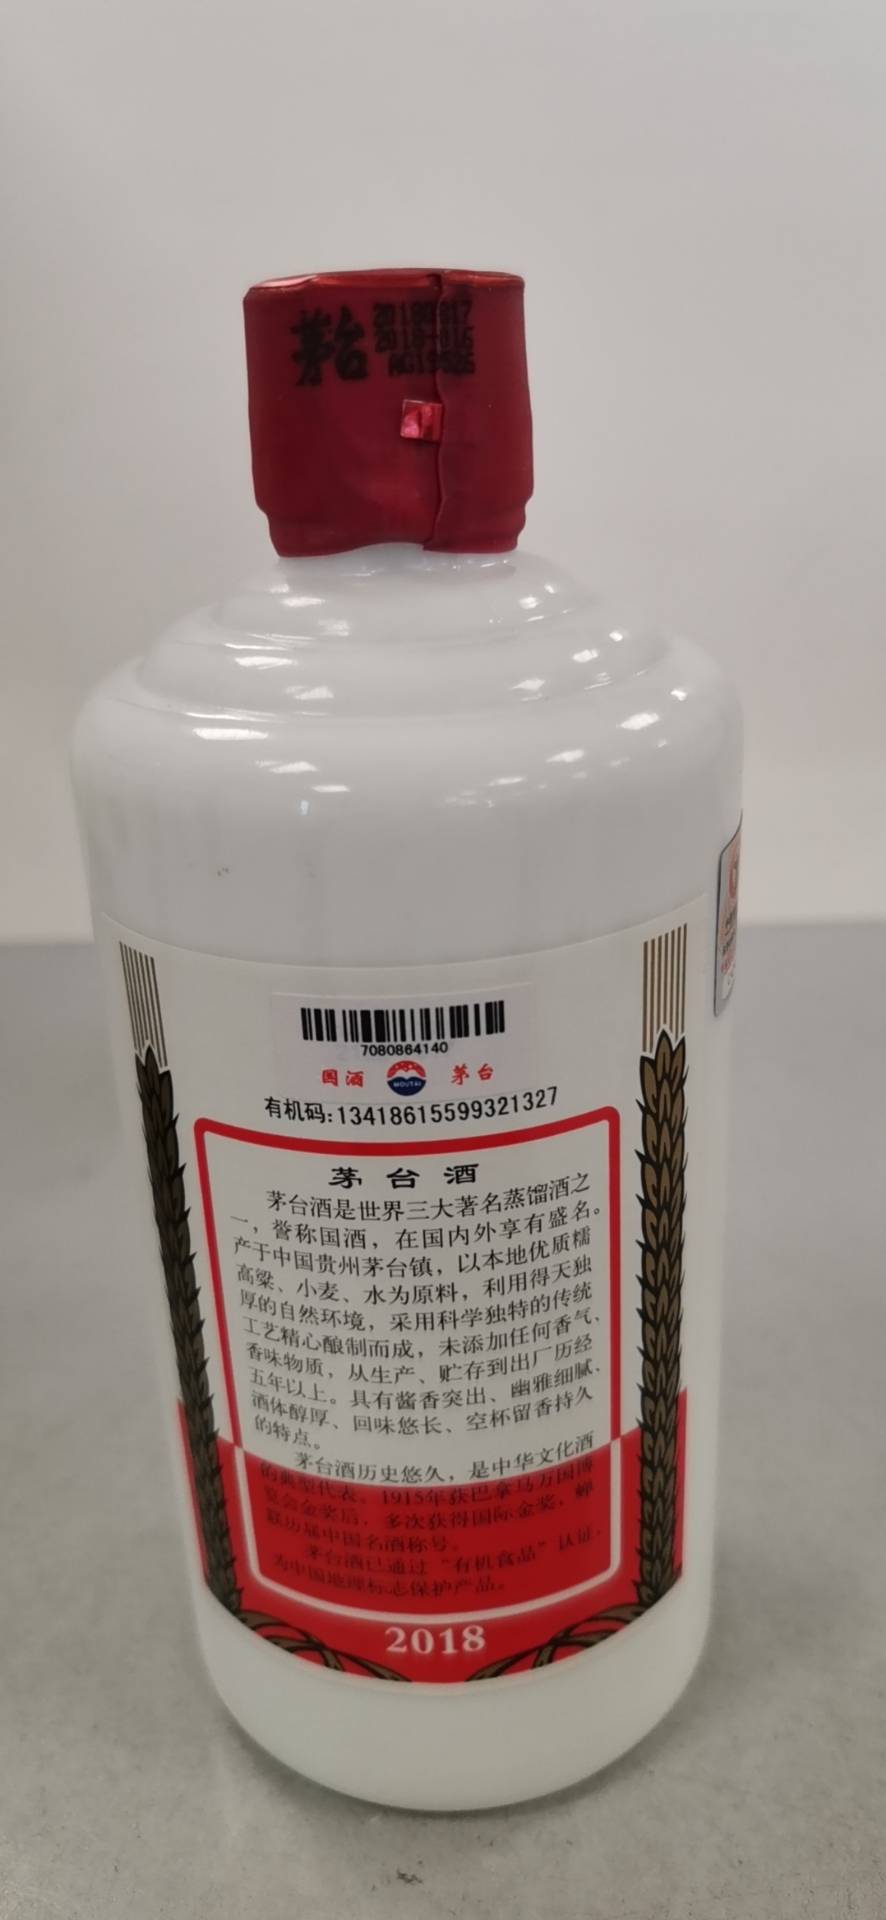 茅台
7080864140
国酒 MOUTAI 茅台
有机码:13418615599321327
茅台酒
茅台酒是世界三大著名蒸馏酒之
一，誉称国酒，在国内外享有盛名。
产于中国贵州茅台镇，以本地优质糯
高粱、小麦、水为原料，利用得天独
厚的自然环境，采用科学独特的传统
工艺精心酿制而成，未添加任何香气、
香味物质，从生产、贮存到出厂历经
五年以上。具有酱香突出、幽雅细腻、
酒体醇厚、回味悠长、空杯留香持久
的特点。
茅台酒历史悠久，是中华文化酒
的典型代表。1915年获巴拿马万国博
览会金奖后，多次获得国际金奖，蝉
联历届中国名酒称号。
茅台酒已通过“有机食品”认证，
为中国地理标志保护产品。
2018